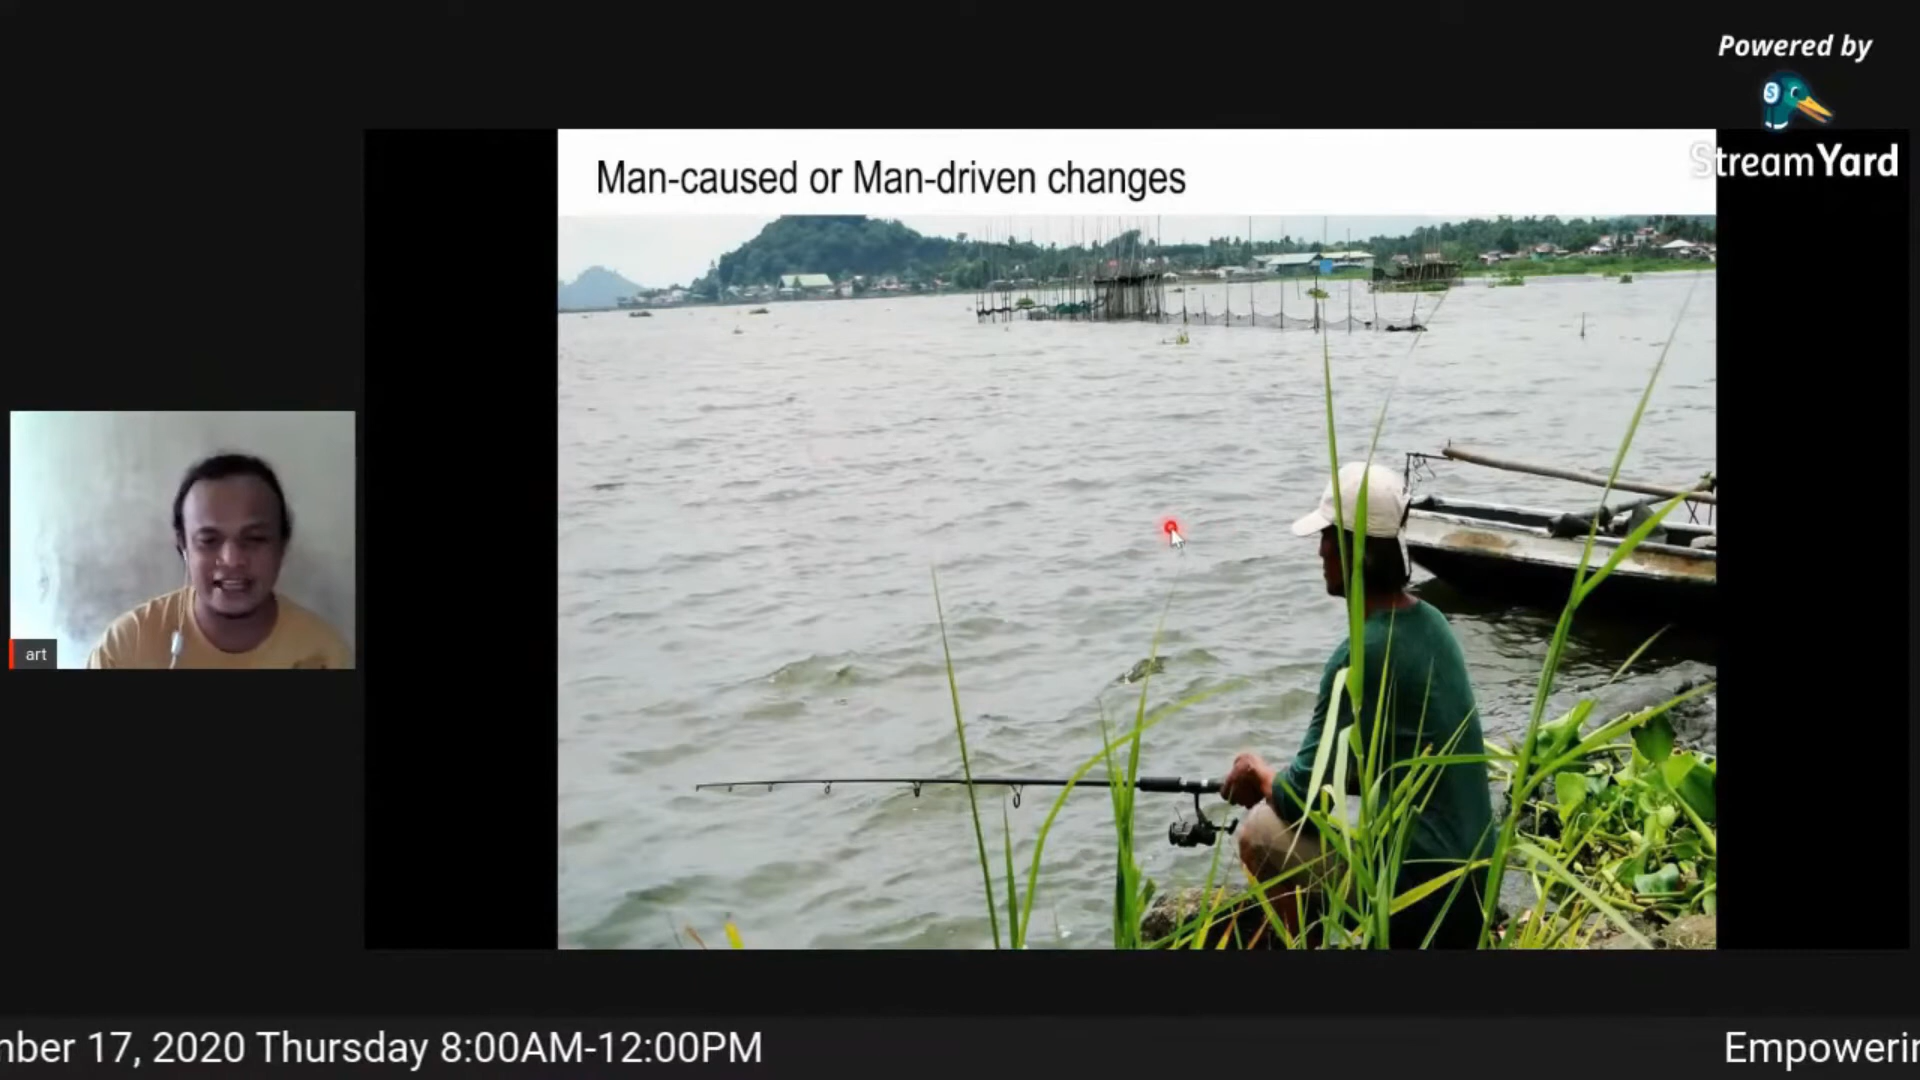 Powered by
S
StreamYard
Man-caused or Man-driven changes
art
nber 17, 2020 Thursday 8:00AM-12:00PM
Empowerin